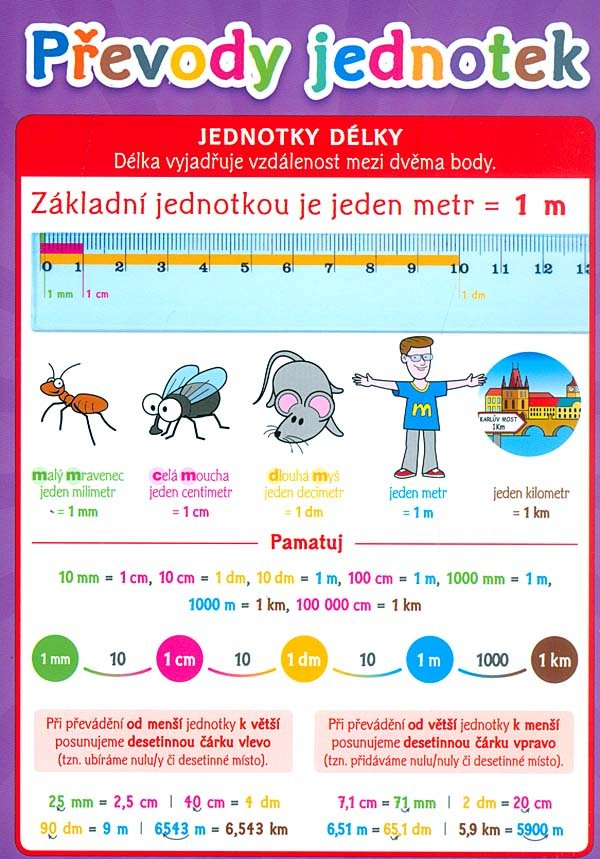 Převody jednotek
JEDNOTKY DÉLKY
Délka vyjadřuje vzdálenost mezi dvěma body.
Základní jednotkou je jeden metr = 1 m
0 1 2 3 4 5 6 7 8 9 10 11 12 13
1 mm 1 cm 1 dm
m
KARLŮV MOST
1Km
malý mravenec celá moucha dlouhá myš
jeden milimetr jeden centimetr jeden decimetr jeden metr jeden kilometr
= 1 mm = 1 cm = 1 dm = 1 m = 1 km
Pamatuj
10 mm = 1 cm, 10 cm = 1 dm, 10 dm = 1 m, 100 cm = 1 m, 1000 mm = 1 m,
1000 m = 1 km, 100 000 cm = 1 km
1 mm 10 1 cm 10 1 dm 10 1 m 1000 1 km
Při převádění od menší jednotky k větší
posunujeme desetinnou čárku vlevo
(tzn. ubíráme nulu/y či desetinné místo).
Při převádění od větší jednotky k menší
posunujeme desetinnou čárku vpravo
(tzn. přidáváme nulu/nuly či desetinné místo).
25 mm = 2,5 cm | 40 cm = 4 dm
90 dm = 9 m | 6543 m = 6,543 km
7,1 cm = 71 mm | 2 dm = 20 cm
6,51 m = 65,1 dm | 5,9 km = 5900 m